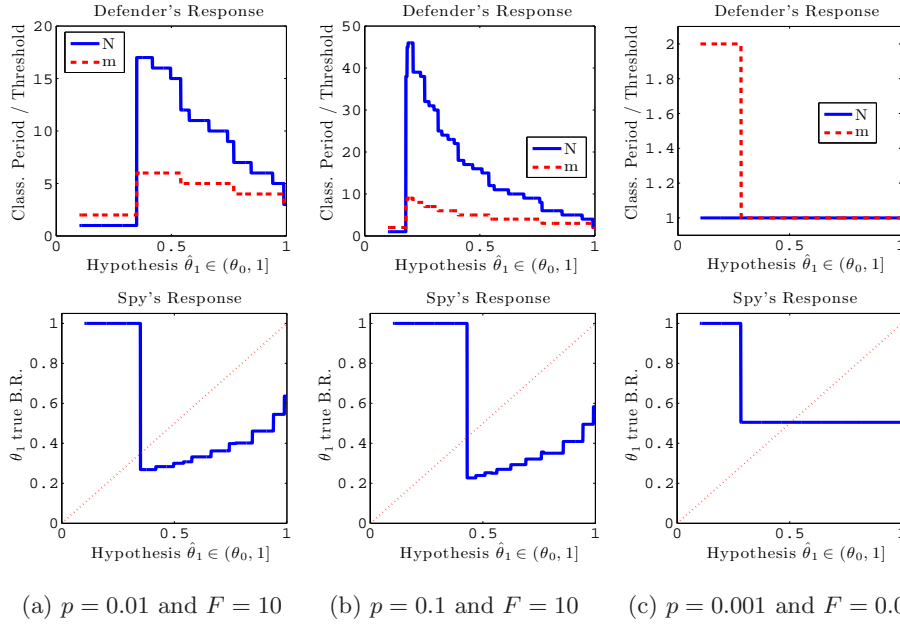 Defender's Response
Class. Period / Threshold
20
15
10
5
0
N
m
0
0.5
1
Hypothesis θ̂₁ ∈ (θ₀, 1]
Defender's Response
Class. Period / Threshold
50
40
30
20
10
0
N
m
0
0.5
1
Hypothesis θ̂₁ ∈ (θ₀, 1]
Defender's Response
Class. Period / Threshold
2
1.8
1.6
1.4
1.2
1
N
m
0
0.5
1
Hypothesis θ̂₁ ∈ (θ₀, 1]
Spy's Response
θ₁ true B.R.
1
0.8
0.6
0.4
0.2
0
0
0.5
1
Hypothesis θ̂₁ ∈ (θ₀, 1]
Spy's Response
θ₁ true B.R.
1
0.8
0.6
0.4
0.2
0
0
0.5
1
Hypothesis θ̂₁ ∈ (θ₀, 1]
Spy's Response
θ₁ true B.R.
1
0.8
0.6
0.4
0.2
0
0
0.5
1
Hypothesis θ̂₁ ∈ (θ₀, 1]
(a) p = 0.01 and F = 10
(b) p = 0.1 and F = 10
(c) p = 0.001 and F =